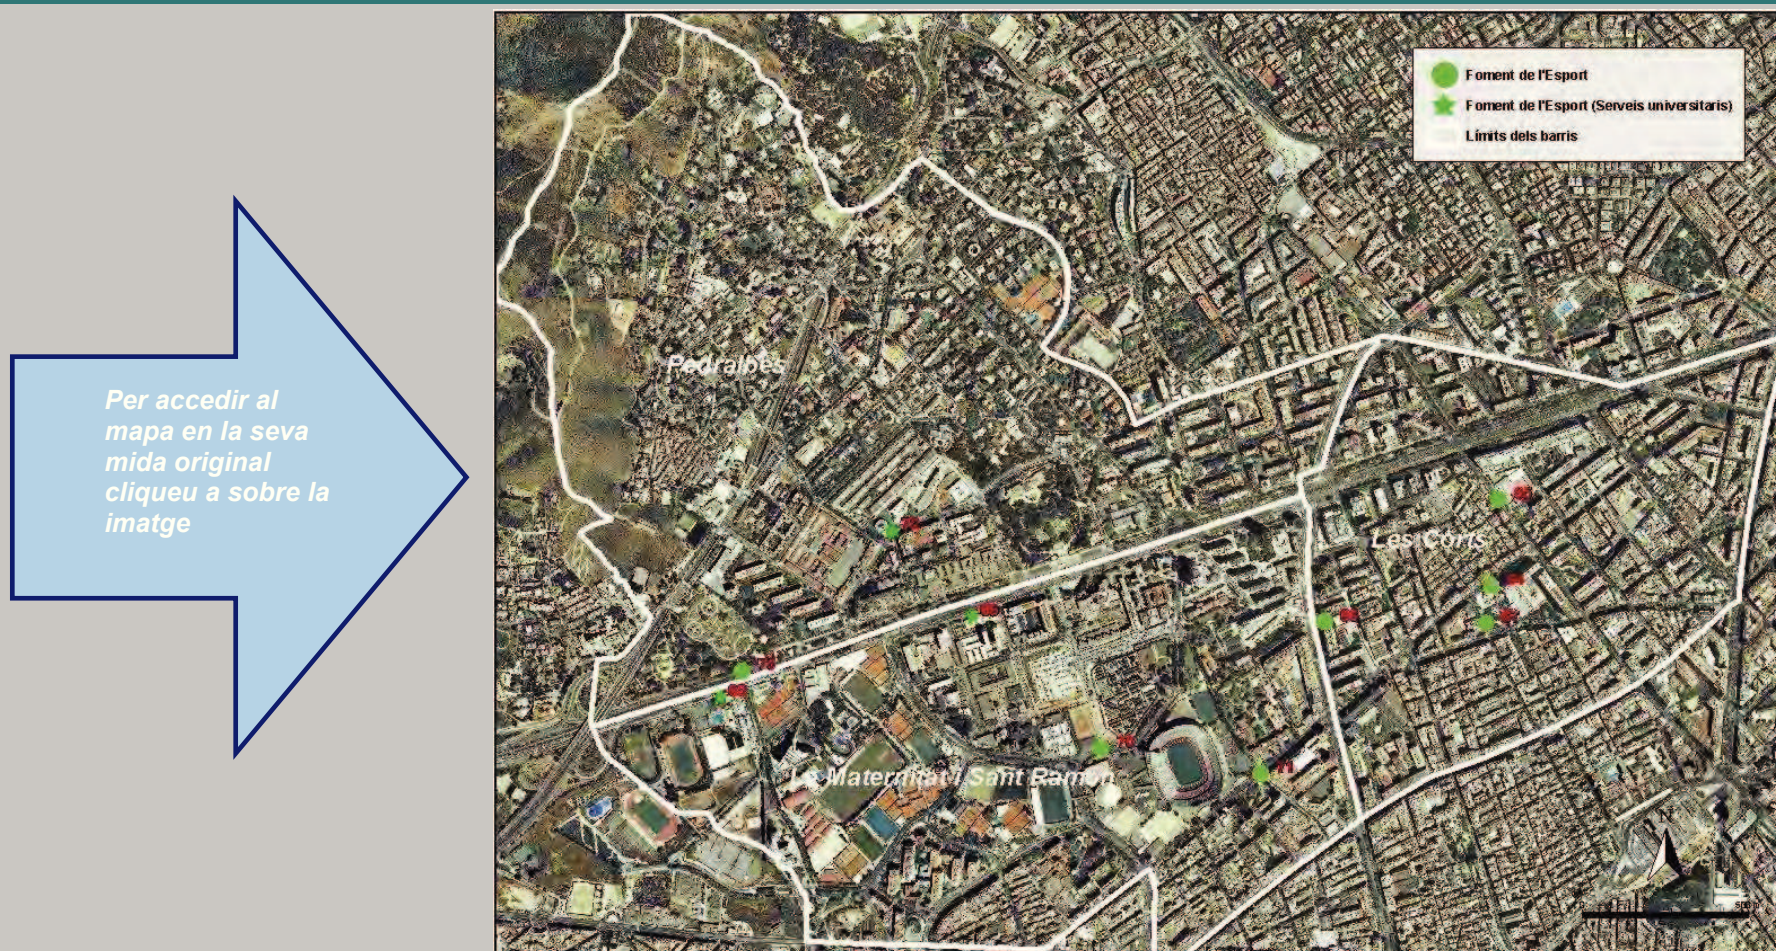 Per accedir al
mapa en la seva
mida original
cliqueu a sobre la
imatge
Foment de l'Esport
Foment de l'Esport (Serveis universitaris)
Límits dels barris
Pedralbes
Les Corts
La Maternitat i Sant Ramon
N